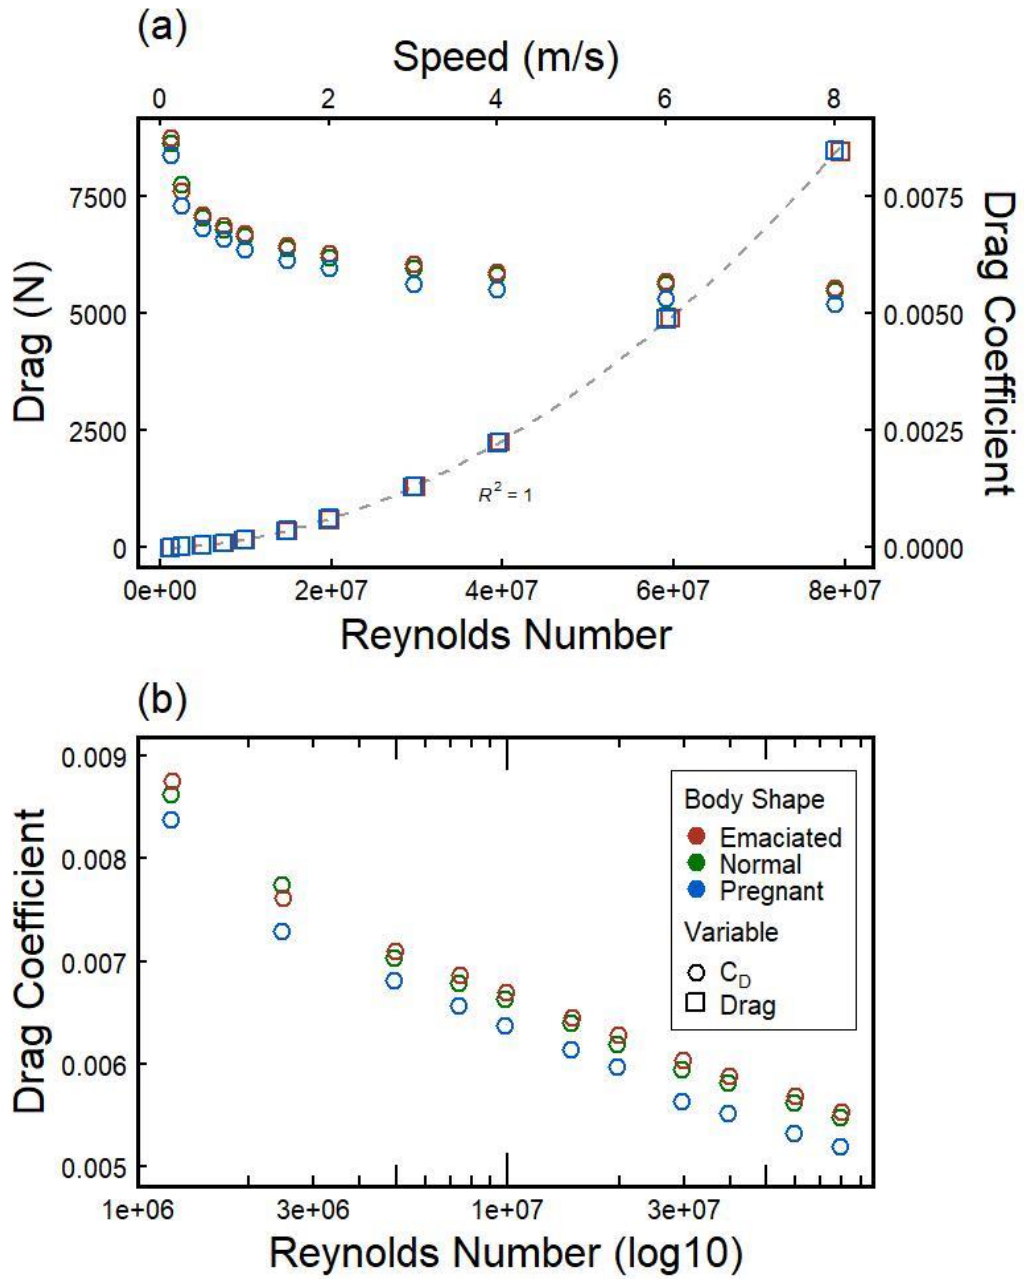 (a)
Speed (m/s)
0 2 4 6 8
Drag (N)
7500
5000
2500
0
0.0075
0.0050
0.0025
0.0000
Drag Coefficient
R² = 1
0e+00 2e+07 4e+07 6e+07 8e+07
Reynolds Number
(b)
Drag Coefficient
0.009
0.008
0.007
0.006
0.005
Body Shape
Emaciated
Normal
Pregnant
Variable
C_D
Drag
1e+06 3e+06 1e+07 3e+07
Reynolds Number (log10)